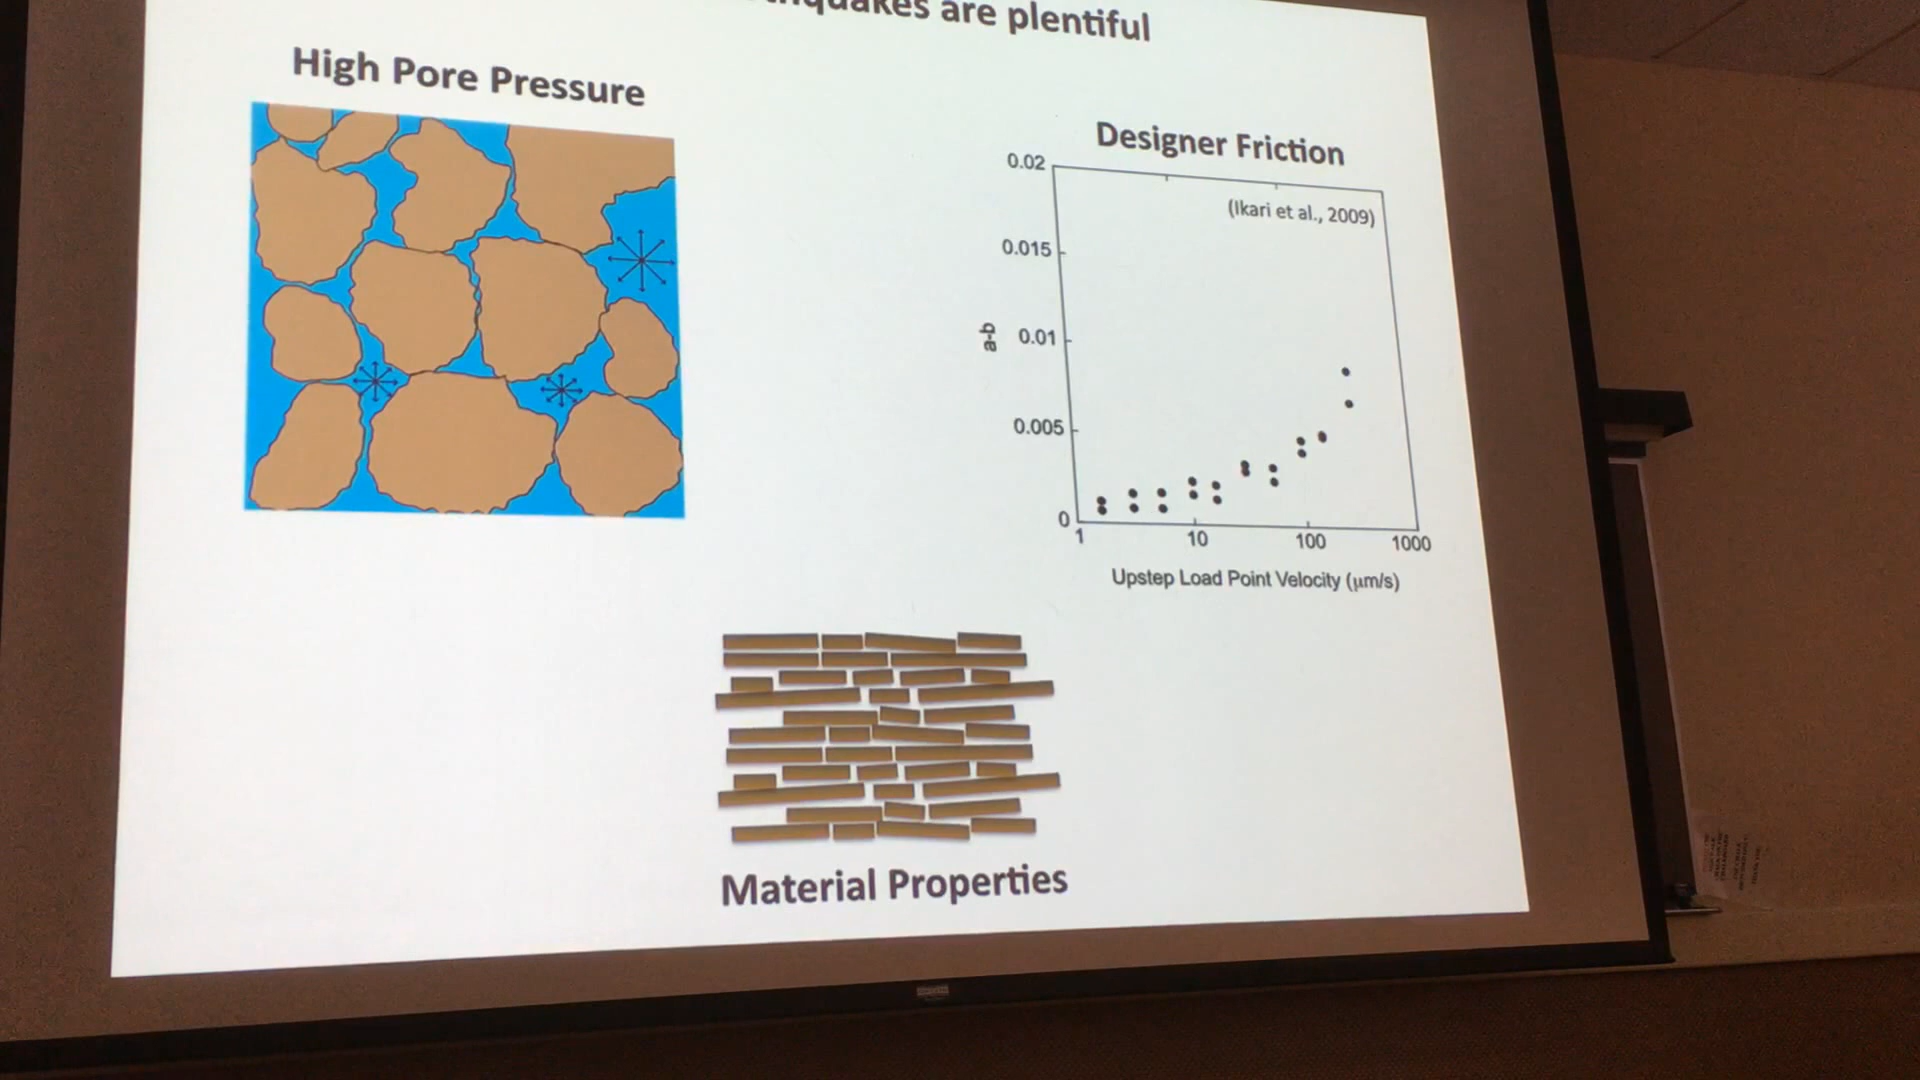 are plentiful
High Pore Pressure
Designer Friction
(Ikari et al., 2009)
0.02
0.015
0.01
0.005
0
a-b
1 10 100 1000
Upstep Load Point Velocity (μm/s)
Material Properties